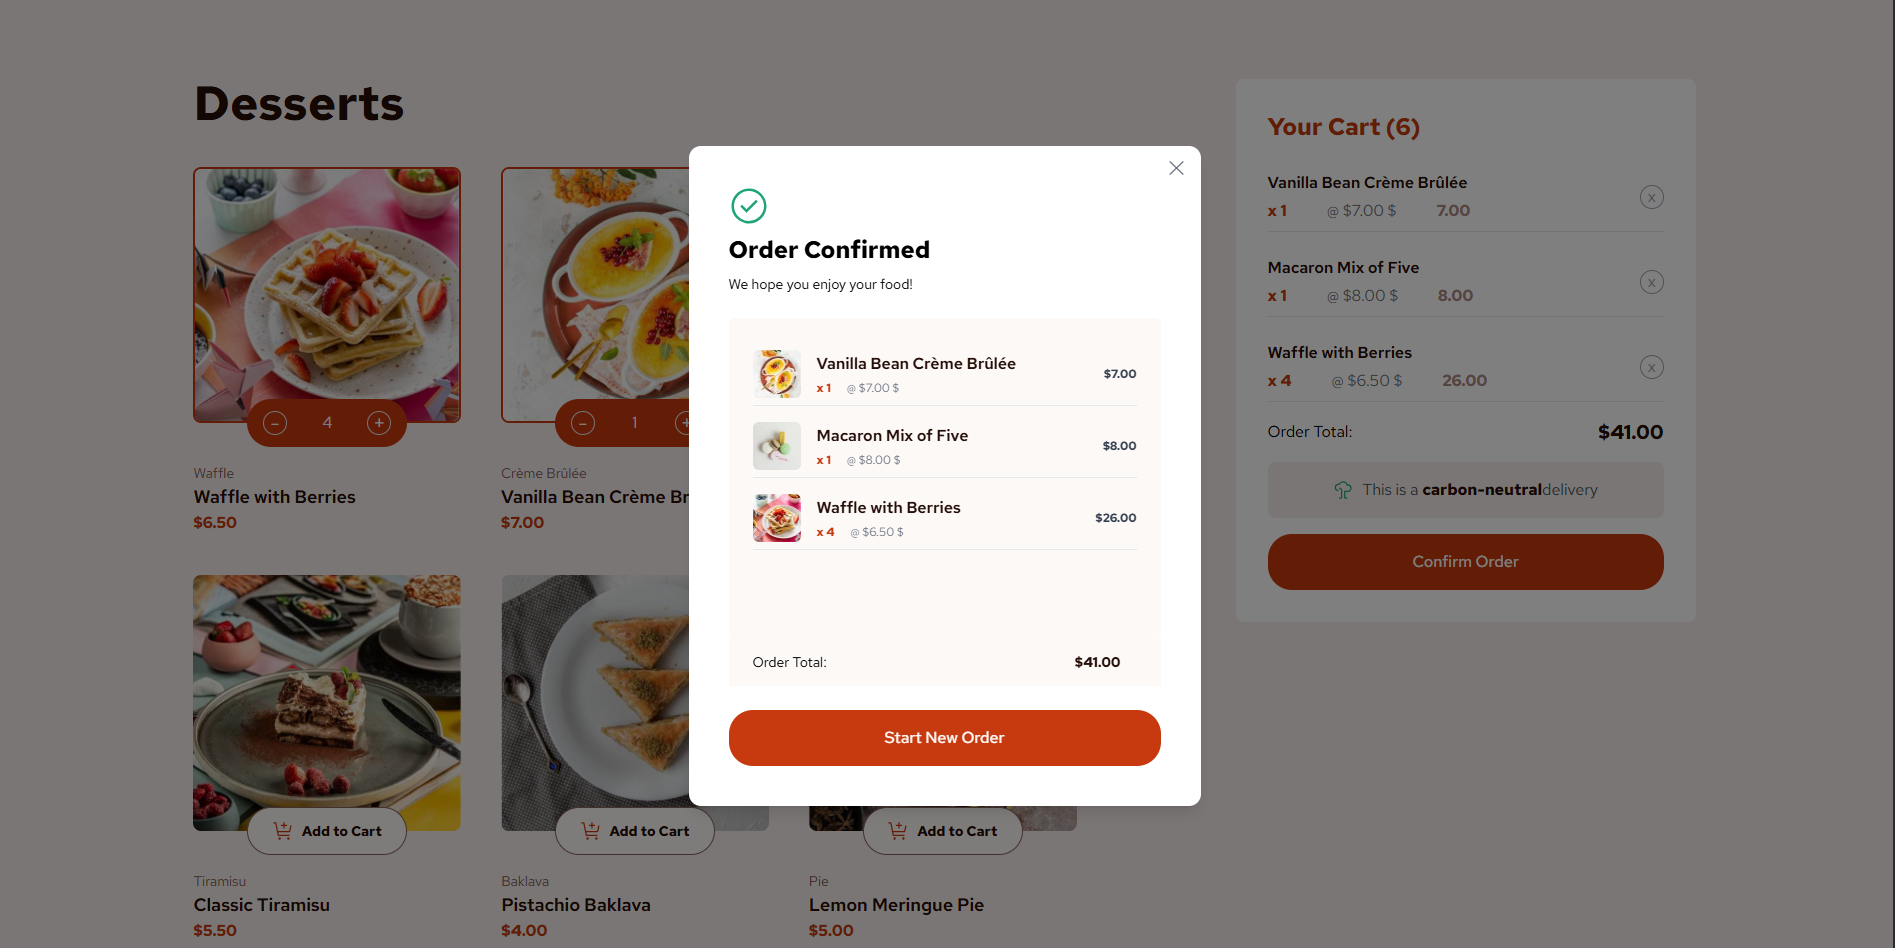 Desserts
4
Waffle
Waffle with Berries
$6.50
1
Crème Brûlée
Vanilla Bean Crème Br
$7.00
Add to Cart
Tiramisu
Classic Tiramisu
$5.50
Add to Cart
Baklava
Pistachio Baklava
$4.00
Add to Cart
Pie
Lemon Meringue Pie
$5.00
Order Confirmed
We hope you enjoy your food!
Vanilla Bean Crème Brûlée
x 1 @ $7.00 $ $7.00
Macaron Mix of Five
x 1 @ $8.00 $ $8.00
Waffle with Berries
x 4 @ $6.50 $ $26.00
Order Total: $41.00
Start New Order
Your Cart (6)
Vanilla Bean Crème Brûlée
x 1 @ $7.00 $ 7.00 x
Macaron Mix of Five
x 1 @ $8.00 $ 8.00 x
Waffle with Berries
x 4 @ $6.50 $ 26.00 x
Order Total: $41.00
This is a carbon-neutraldelivery
Confirm Order